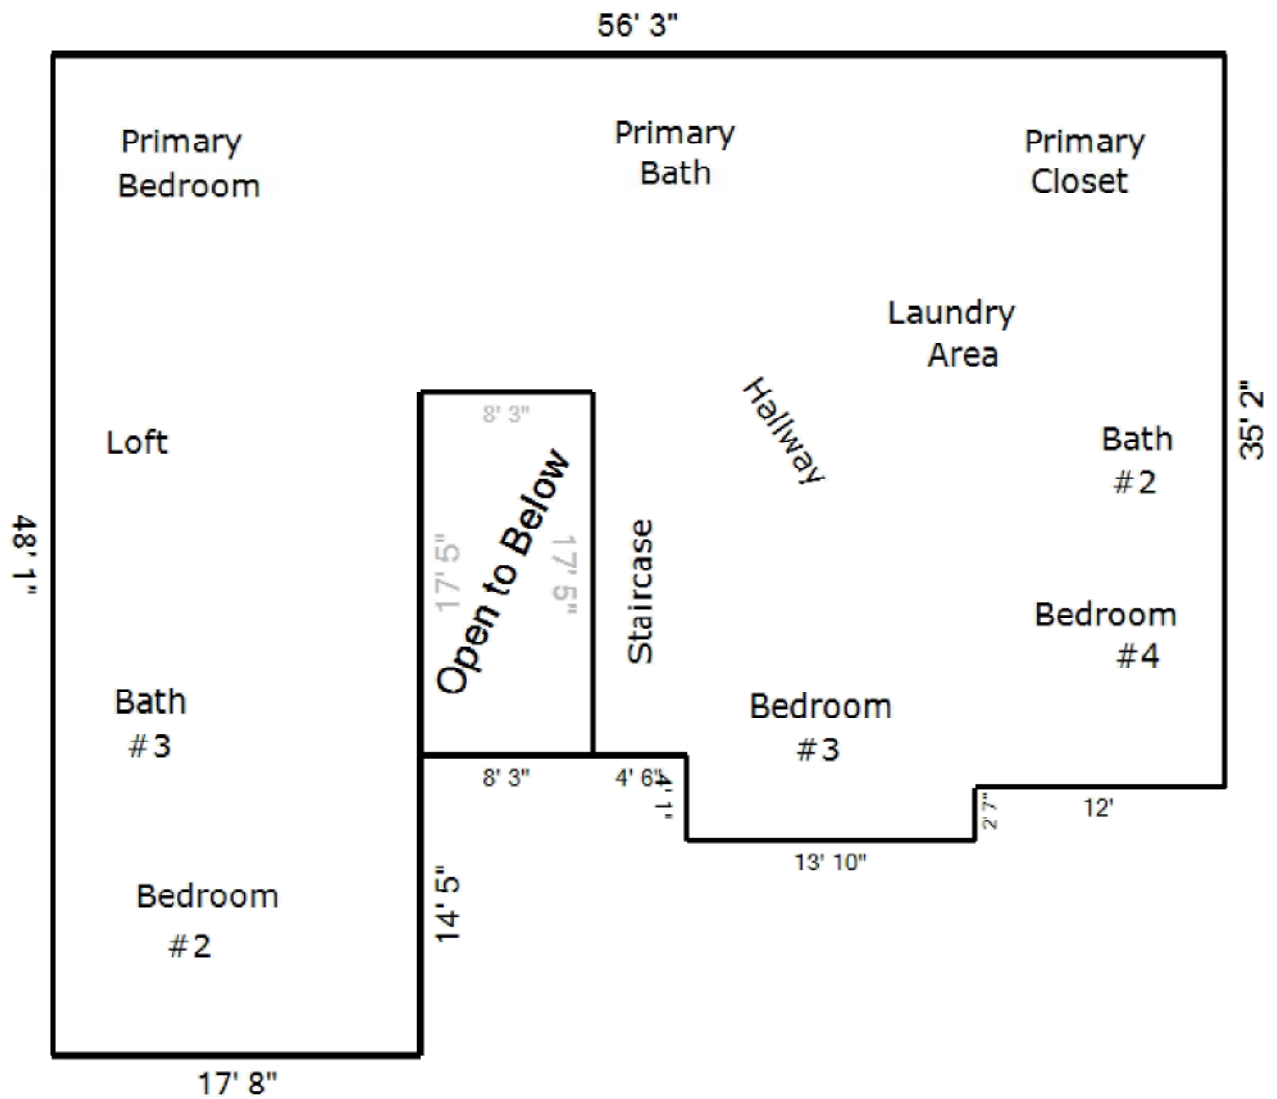 56' 3"
Primary
Bedroom
Primary
Bath
Primary
Closet
Laundry
Area
Hallway
8' 3"
Loft
Bath
#2
35' 2"
48' 1"
17' 5"
Open to Below
17' 5"
Staircase
Bedroom
#4
Bath
#3
Bedroom
#3
8' 3"
4' 6"
4' 1"
2' 7"
12'
13' 10"
Bedroom
#2
14' 5"
17' 8"